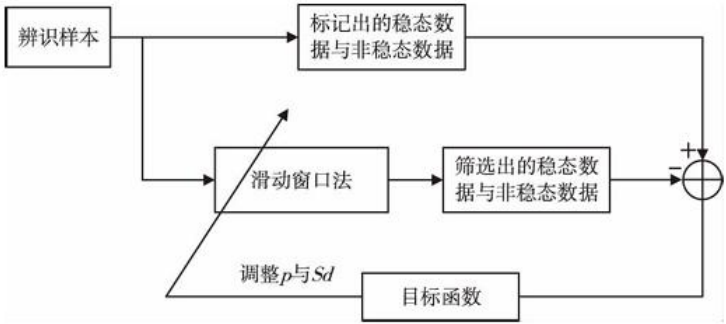 辨识样本
标记出的稳态数
据与非稳态数据
滑动窗口法
筛选出的稳态数
据与非稳态数据
+
-
调整p与Sd
目标函数